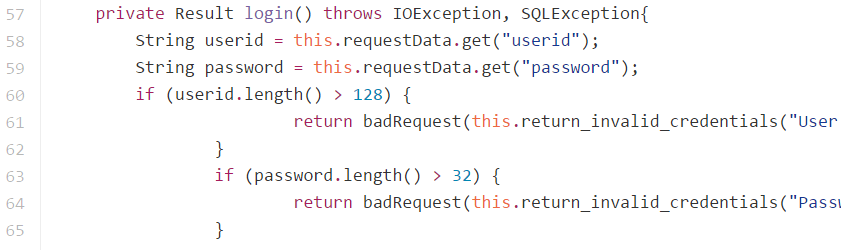 57 private Result login() throws IOException, SQLException{
58 String userid = this.requestData.get("userid");
59 String password = this.requestData.get("password");
60 if (userid.length() > 128) {
61 return badRequest(this.return_invalid_credentials("User
62 }
63 if (password.length() > 32) {
64 return badRequest(this.return_invalid_credentials("Passw
65 }